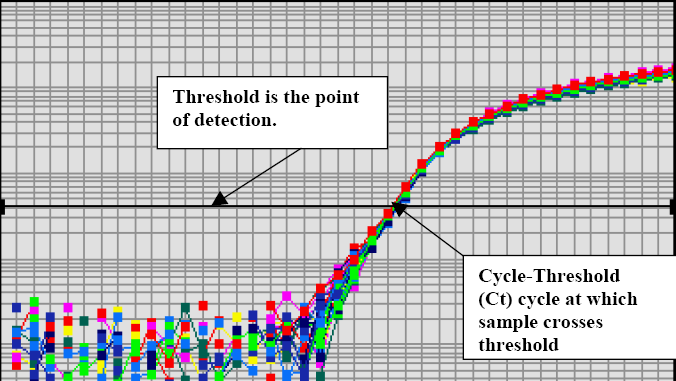 Threshold is the point
of detection.
Cycle-Threshold
(Ct) cycle at which
sample crosses
threshold